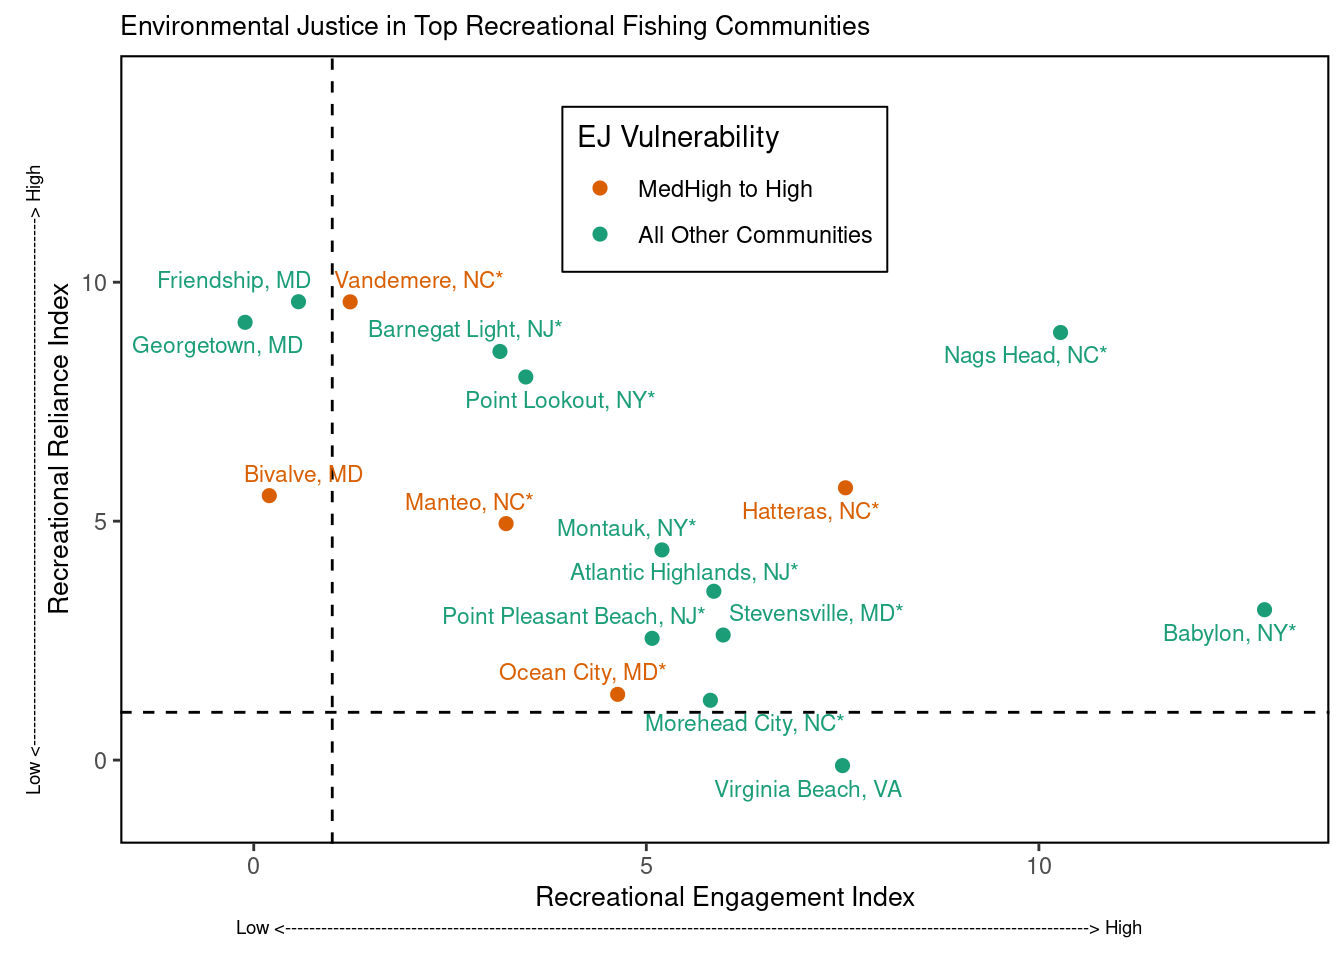 Environmental Justice in Top Recreational Fishing Communities
EJ Vulnerability
MedHigh to High
All Other Communities
Friendship, MD
Vandemere, NC*
Georgetown, MD
Barnegat Light, NJ*
Nags Head, NC*
Point Lookout, NY*
Bivalve, MD
Manteo, NC*
Hatteras, NC*
Montauk, NY*
Atlantic Highlands, NJ*
Point Pleasant Beach, NJ*
Stevensville, MD*
Babylon, NY*
Ocean City, MD*
Morehead City, NC*
Virginia Beach, VA
10
5
0
0
5
10
Recreational Reliance Index
Low <--------------------------------------------------------------------------------------> High
Recreational Engagement Index
Low <--------------------------------------------------------------------------------------------------------------------------------------> High